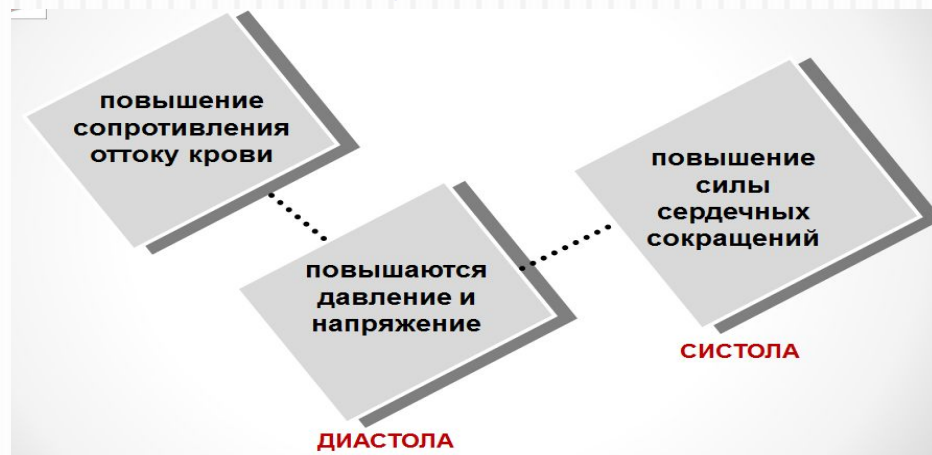 повышение
сопротивления
оттоку крови
повышаются
давление и
напряжение
ДИАСТОЛА
повышение
силы
сердечных
сокращений
СИСТОЛА